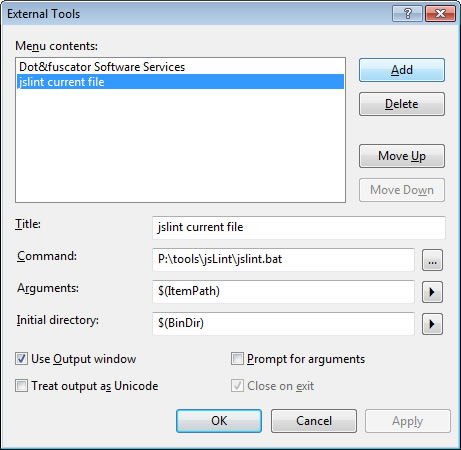 External Tools
Menu contents:
Dot&fuscator Software Services
jslint current file
Add
Delete
Move Up
Move Down
Title:
jslint current file
Command:
P:\tools\jsLint\jslint.bat
...
Arguments:
$(ItemPath)
Initial directory:
$(BinDir)
Use Output window
Prompt for arguments
Treat output as Unicode
Close on exit
OK
Cancel
Apply